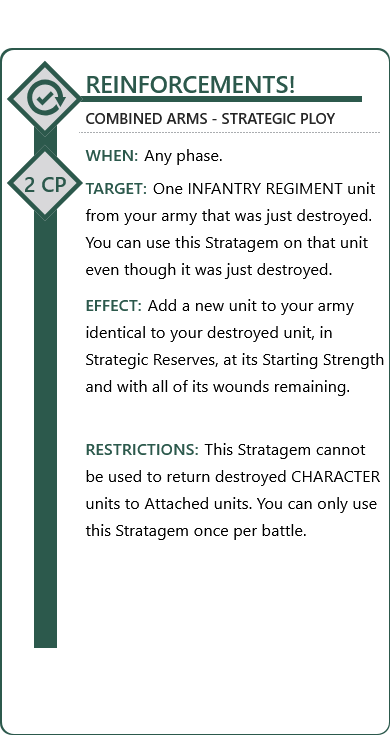 REINFORCEMENTS!
COMBINED ARMS - STRATEGIC PLOY
WHEN: Any phase.
2 CP
TARGET: One INFANTRY REGIMENT unit
from your army that was just destroyed.
You can use this Stratagem on that unit
even though it was just destroyed.
EFFECT: Add a new unit to your army
identical to your destroyed unit, in
Strategic Reserves, at its Starting Strength
and with all of its wounds remaining.
RESTRICTIONS: This Stratagem cannot
be used to return destroyed CHARACTER
units to Attached units. You can only use
this Stratagem once per battle.